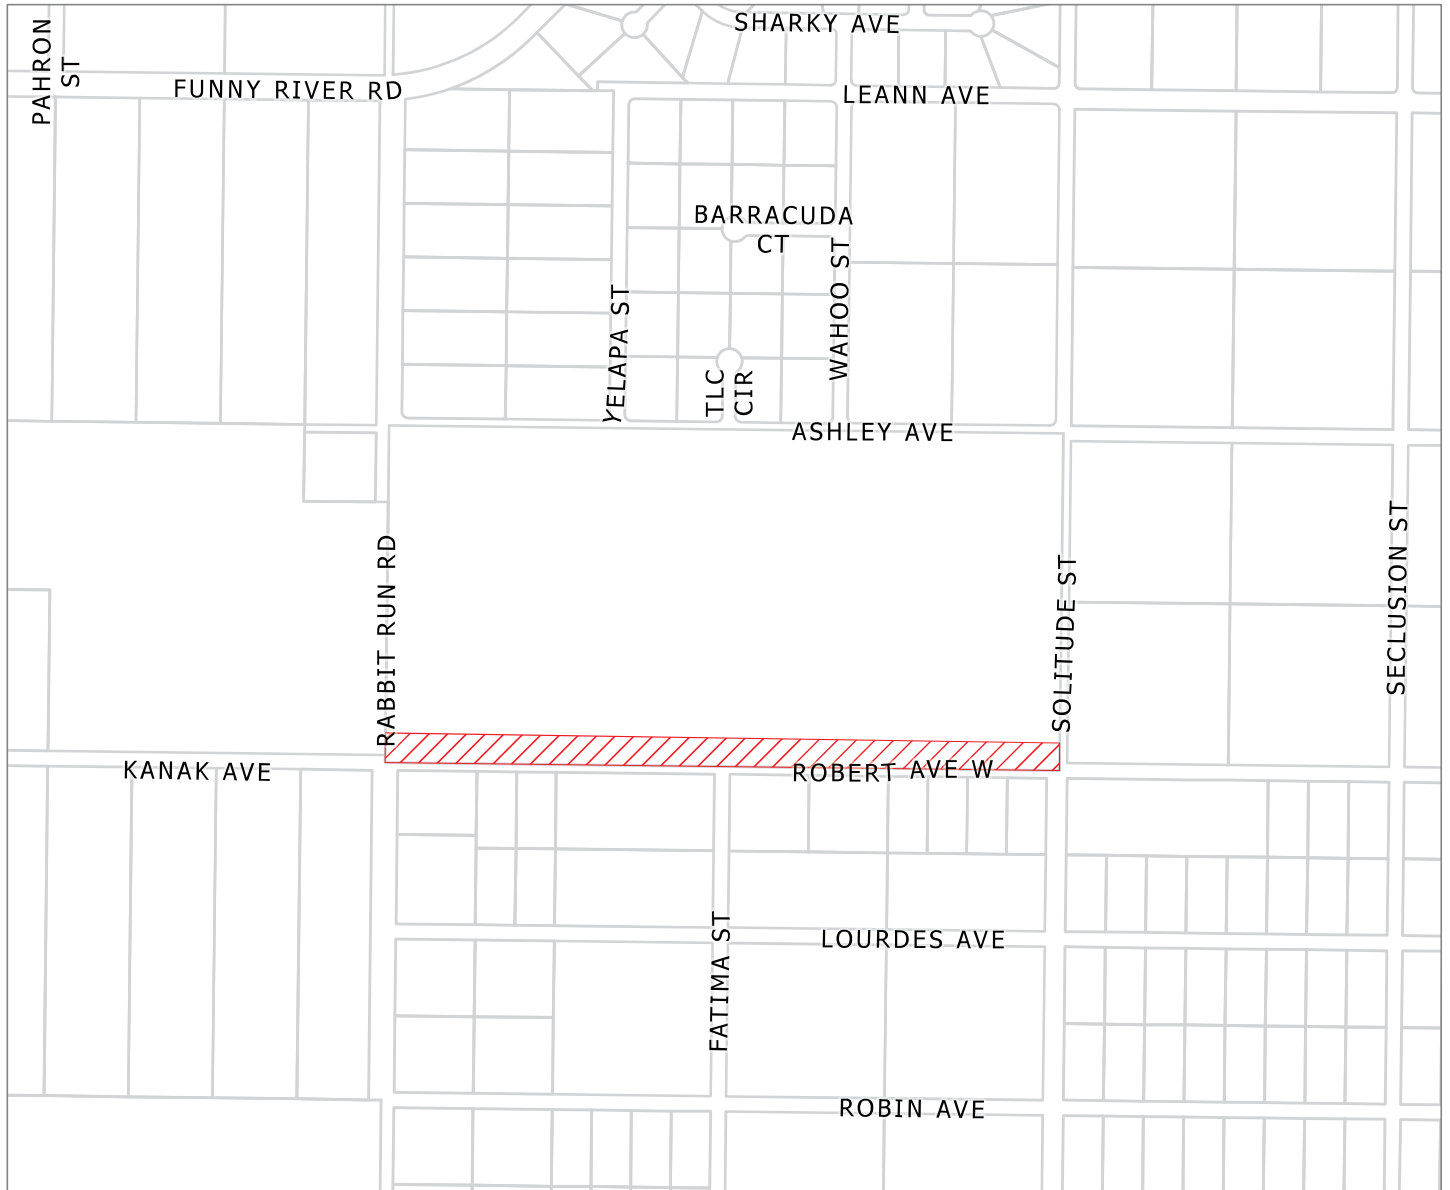 SHARKY AVE
PAHRON
ST
FUNNY RIVER RD
LEANN AVE
BARRACUDA
CT
WAHOO ST
YELAPA ST
TLC
CIR
ASHLEY AVE
RABBIT RUN RD
SOLITUDE ST
SECLUSION ST
KANAK AVE
ROBERT AVE W
FATIMA ST
LOURDES AVE
ROBIN AVE